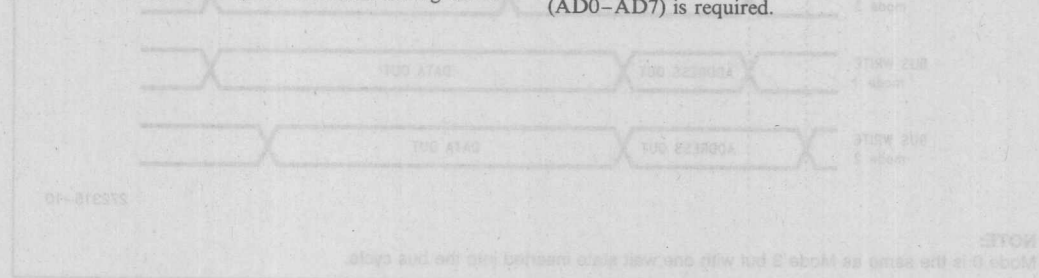 (AD0–AD7) is required.
BUS WRITE
mode 1
ADDRESS OUT
DATA OUT
BUS WRITE
mode 2
ADDRESS OUT
DATA OUT
272315-10
NOTE:
Mode 0 is the same as Mode 3 but with one wait state inserted into the bus cycle.